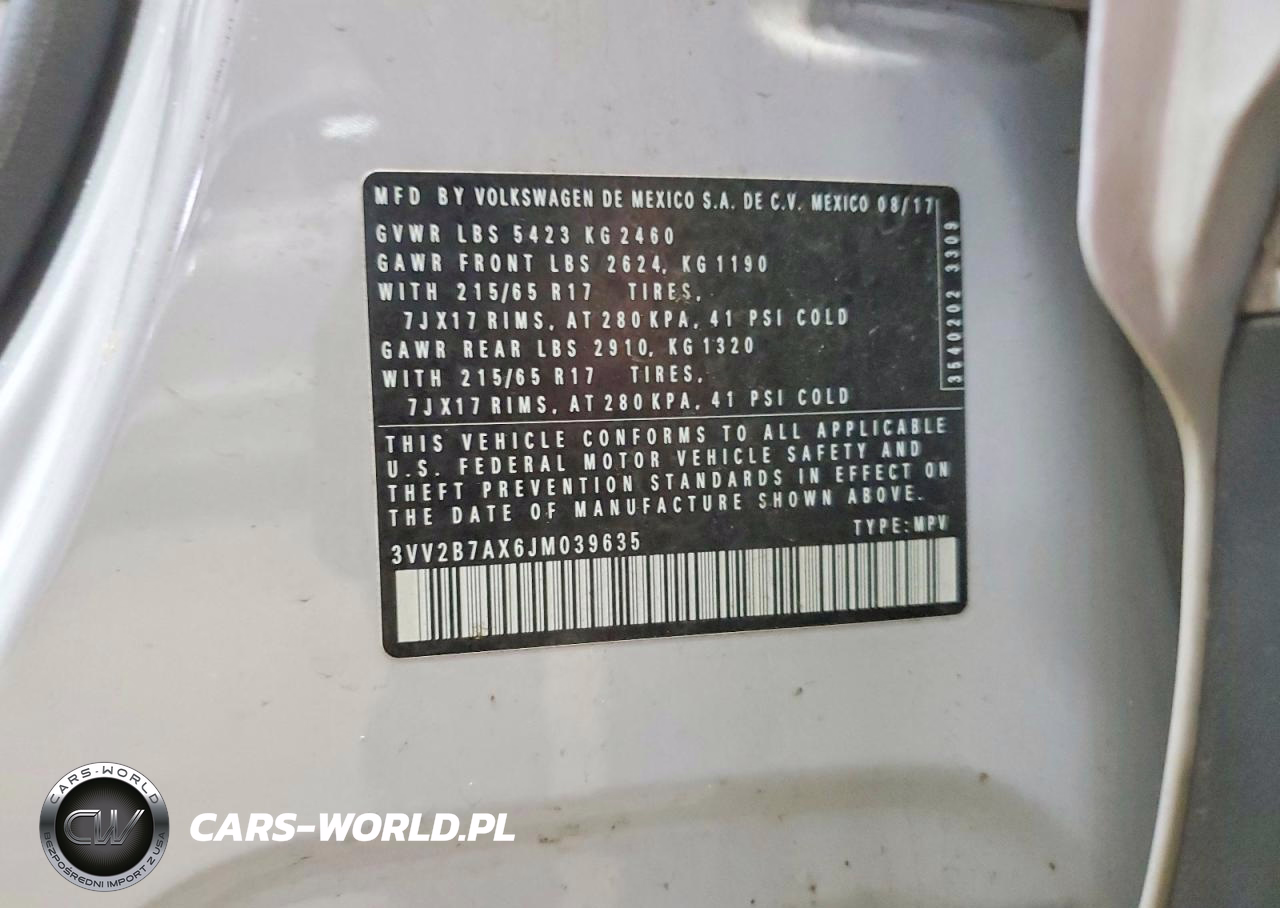 MFD BY VOLKSWAGEN DE MEXICO S.A. DE C.V. MEXICO 08/17
GVWR LBS 5423 KG 2460
GAWR FRONT LBS 2624, KG 1190
WITH 215/65 R17 TIRES,
7JX17 RIMS, AT 280 KPA, 41 PSI COLD
GAWR REAR LBS 2910, KG 1320
WITH 215/65 R17 TIRES,
7JX17 RIMS, AT 280 KPA, 41 PSI COLD
3540202 3309
THIS VEHICLE CONFORMS TO ALL APPLICABLE
U.S. FEDERAL MOTOR VEHICLE SAFETY AND
THEFT PREVENTION STANDARDS IN EFFECT ON
THE DATE OF MANUFACTURE SHOWN ABOVE.
TYPE: MPV
3VV2B7AX6JM039635
CARS-WORLD
CW
BEZPOŚREDNI IMPORT Z USA
CARS-WORLD.PL